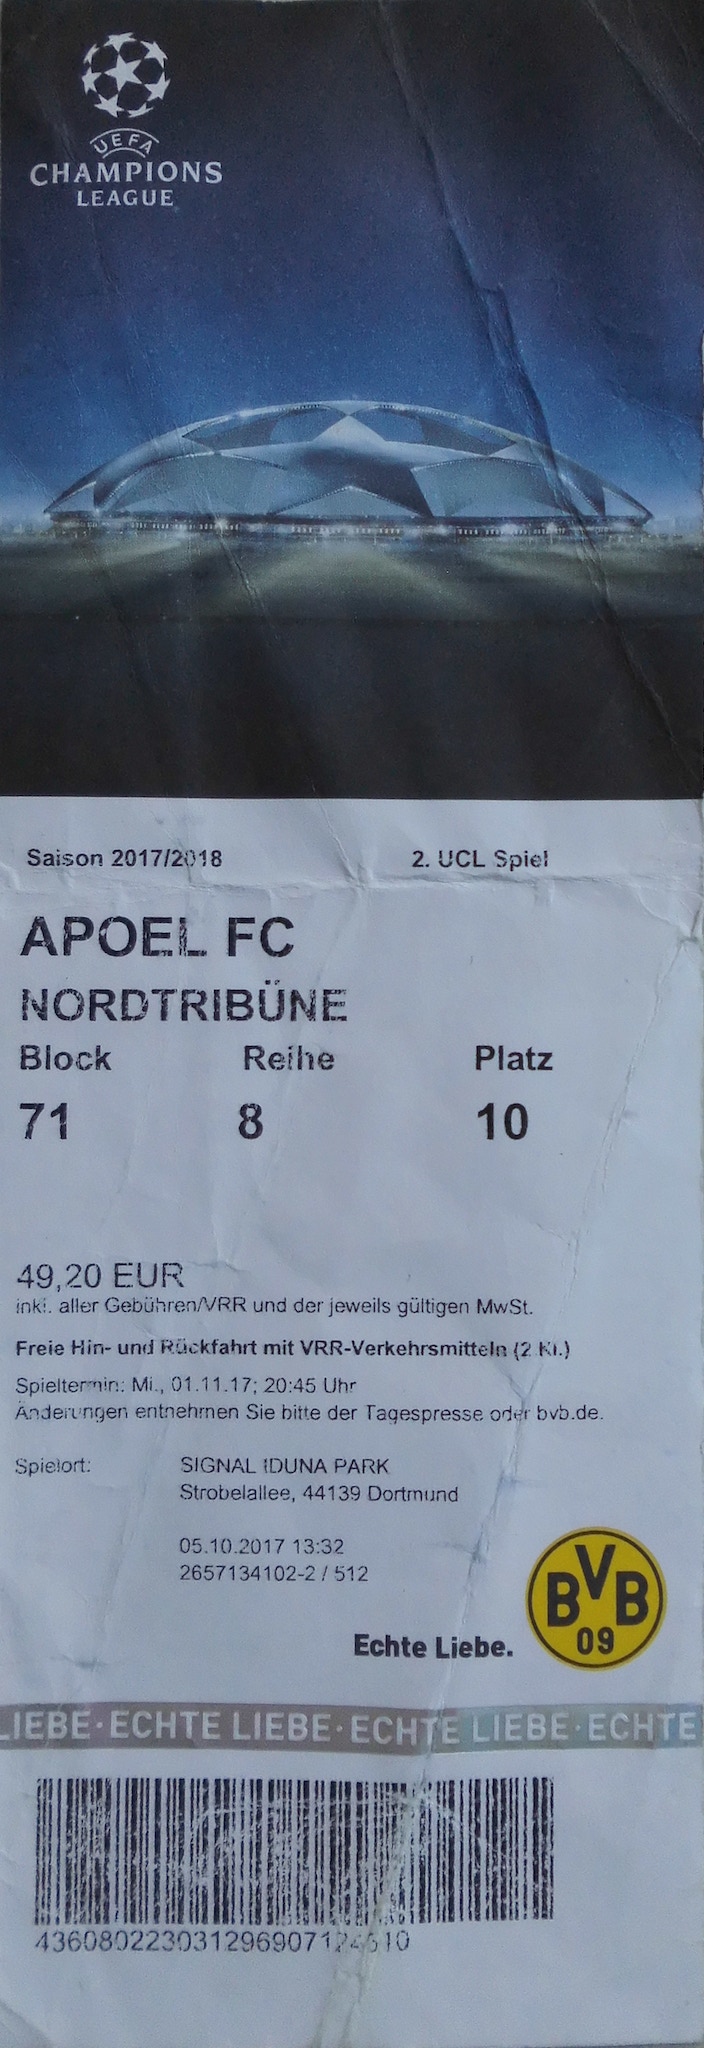 UEFA
CHAMPIONS
LEAGUE
Saison 2017/2018 2. UCL Spiel
APOEL FC
NORDTRIBÜNE
Block Reihe Platz
71 8 10
49,20 EUR
inkl. aller Gebühren/VRR und der jeweils gültigen MwSt.
Freie Hin- und Rückfahrt mit VRR-Verkehrsmitteln (2 Kl.)
Spieltermin: Mi., 01.11.17; 20:45 Uhr
Änderungen entnehmen Sie bitte der Tagespresse oder bvb.de.
Spielort: SIGNAL IDUNA PARK
Strobelallee, 44139 Dortmund
05.10.2017 13:32
2657134102-2 / 512
BVB
09
Echte Liebe.
LIEBE · ECHTE LIEBE · ECHTE LIEBE · ECHTE